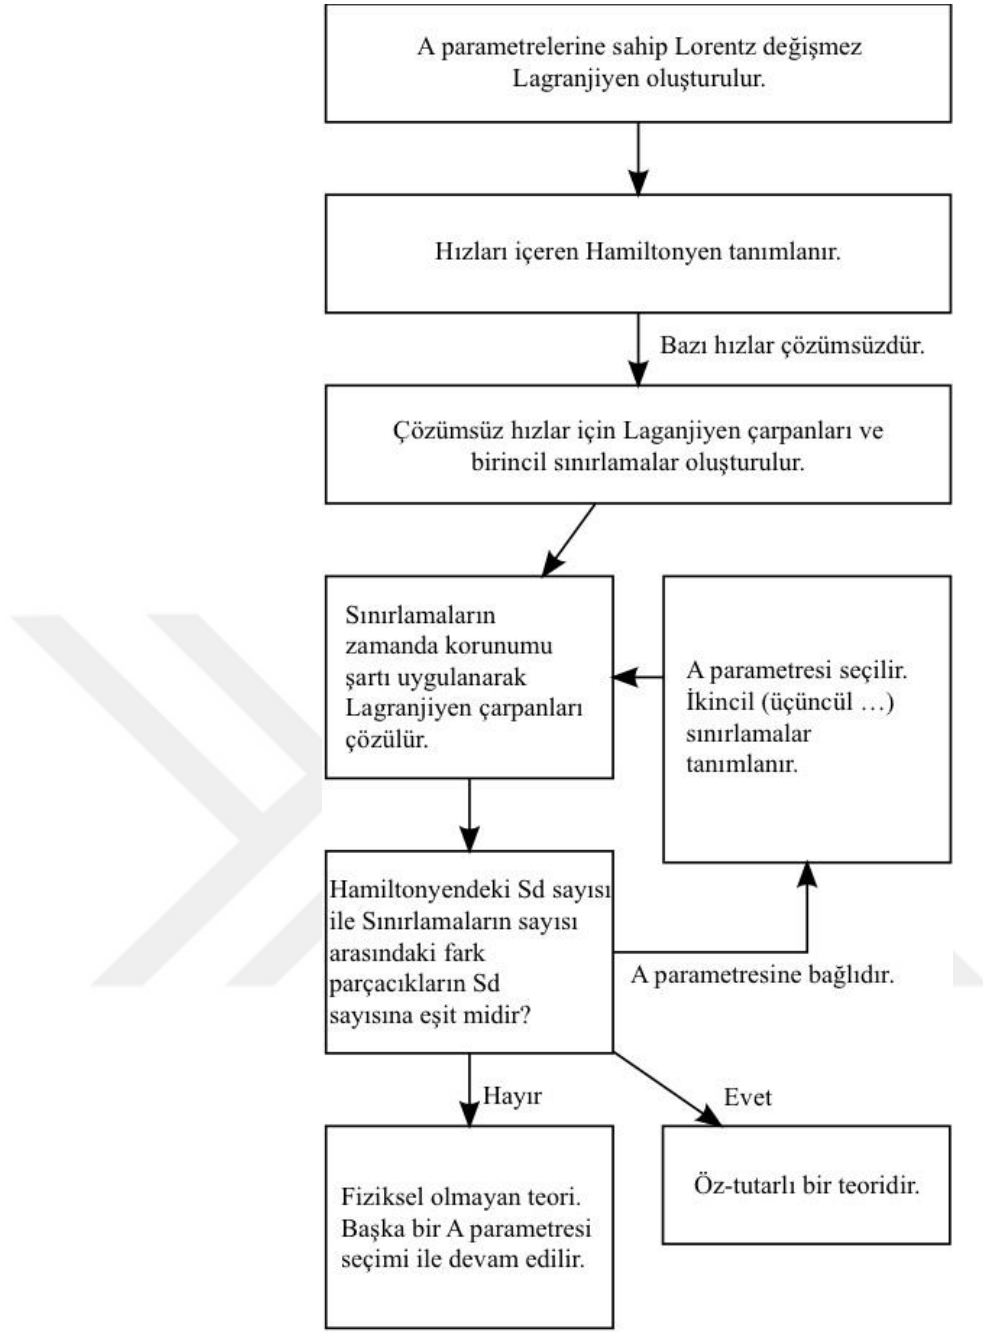 A parametrelerine sahip Lorentz değişmez
Lagranjiyen oluşturulur.
Hızları içeren Hamiltonyen tanımlanır.
Bazı hızlar çözümsüzdür.
Çözümsüz hızlar için Laganjiyen çarpanları ve
birincil sınırlamalar oluşturulur.
Sınırlamaların
zamanda korunumu
şartı uygulanarak
Lagranjiyen çarpanları
çözülür.
A parametresi seçilir.
İkincil (üçüncül …)
sınırlamalar
tanımlanır.
Hamiltonyendeki Sd sayısı
ile Sınırlamaların sayısı
arasındaki fark
parçacıkların Sd
sayısına eşit midir?
A parametresine bağlıdır.
Hayır
Evet
Fiziksel olmayan teori.
Başka bir A parametresi
seçimi ile devam edilir.
Öz-tutarlı bir teoridir.